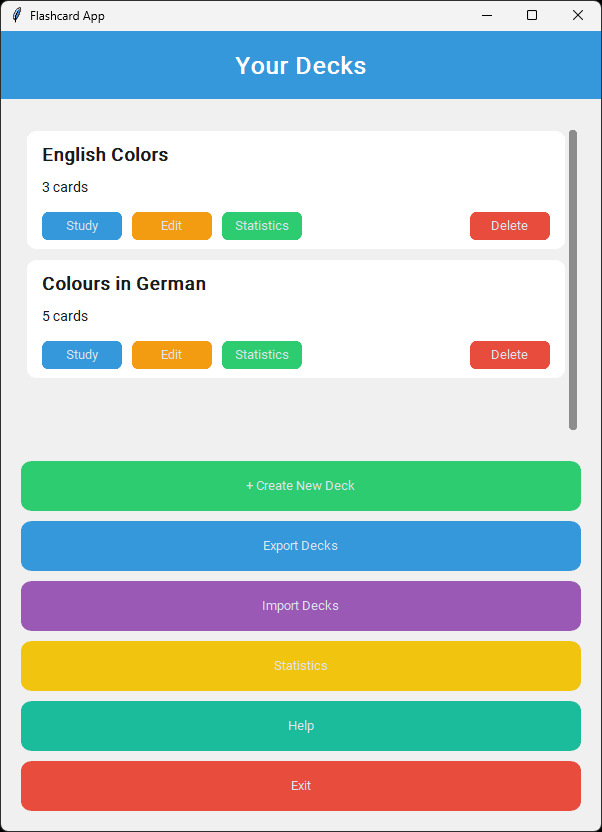 Flashcard App
Your Decks
English Colors
3 cards
Study Edit Statistics Delete
Colours in German
5 cards
Study Edit Statistics Delete
+ Create New Deck
Export Decks
Import Decks
Statistics
Help
Exit